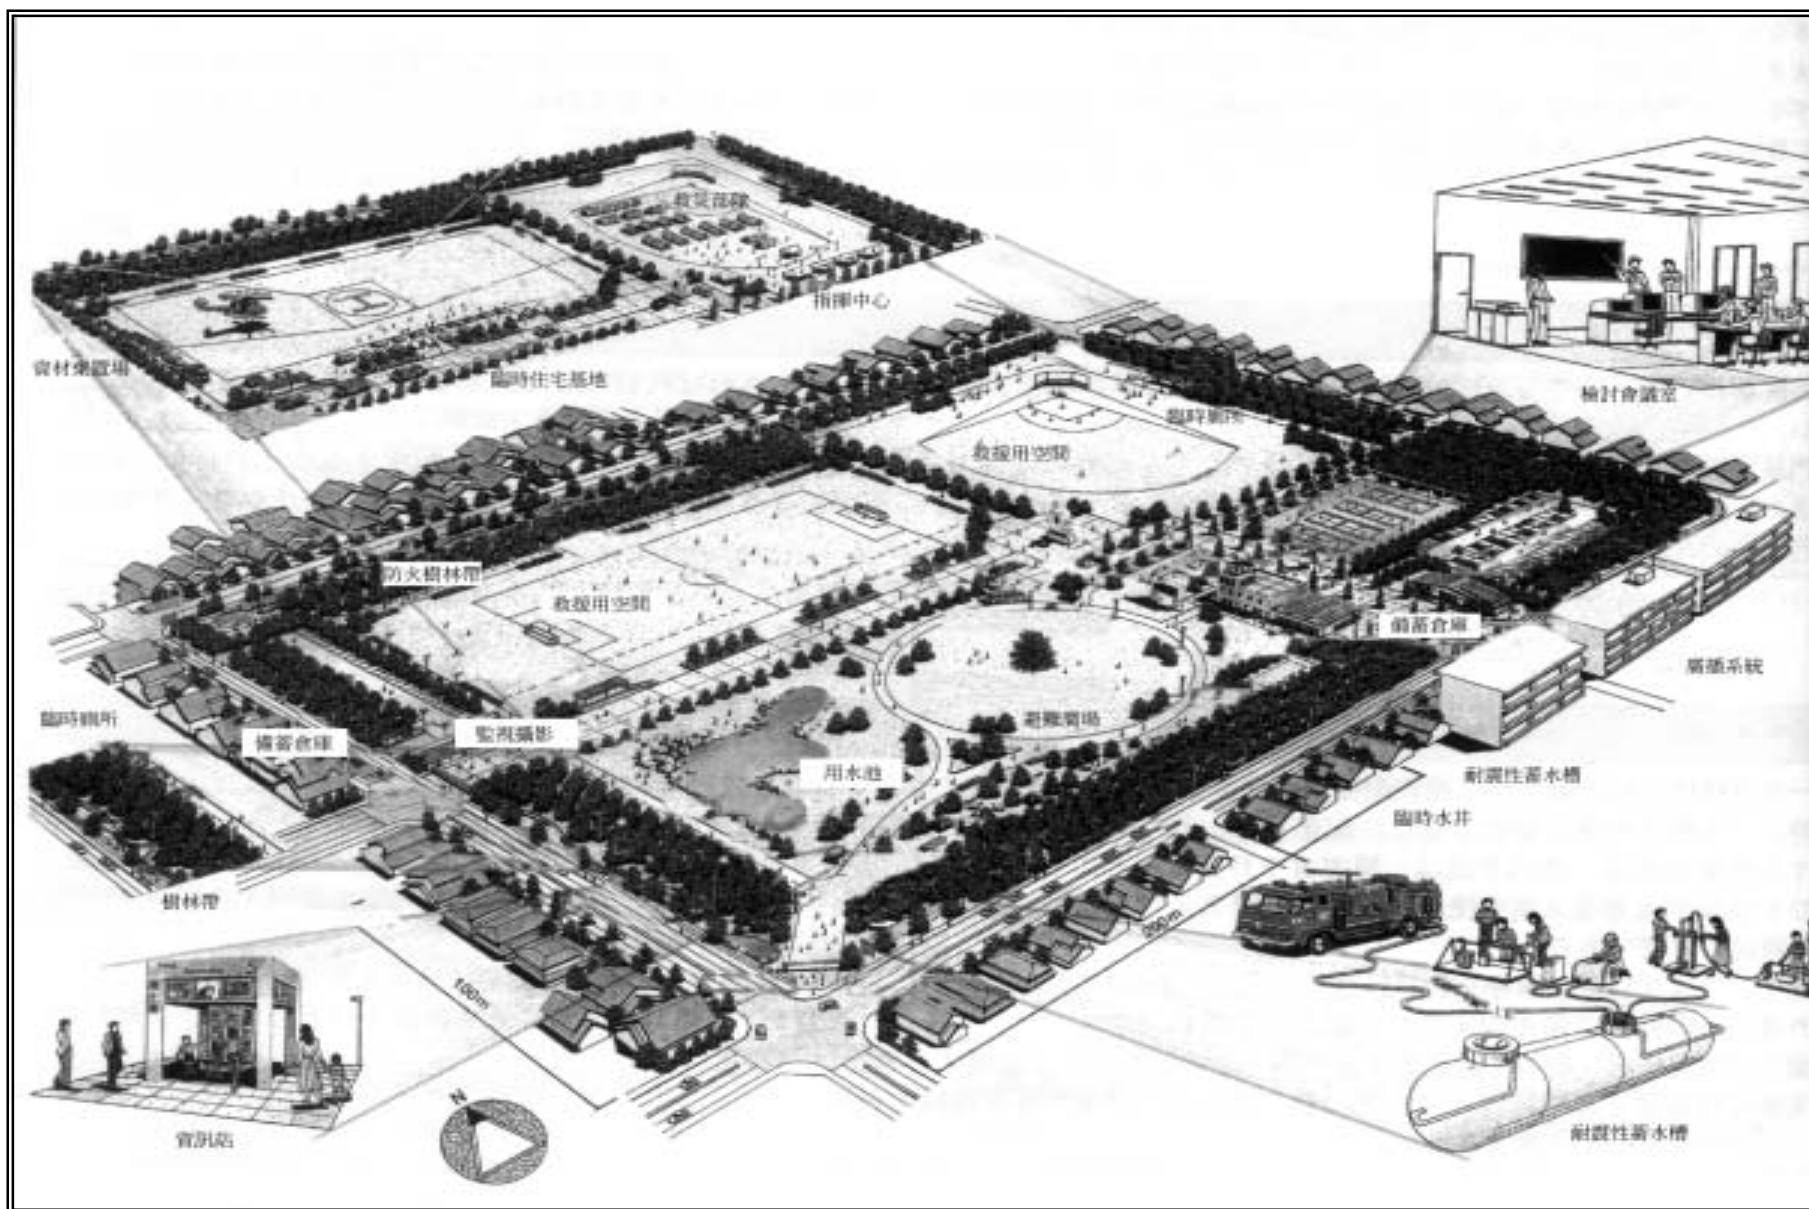 救災部隊
指揮中心
資材棄置場
臨時住宅基地
檢討會議室
臨時廁所
救援用空間
防火樹林帶
救援用空間
備蓄倉庫
廣播系統
臨時廁所
備蓄倉庫
監視攝影
避難廣場
用水池
耐震性蓄水槽
臨時水井
樹林帶
200m
100m
N
資訊站
耐震性蓄水槽
H